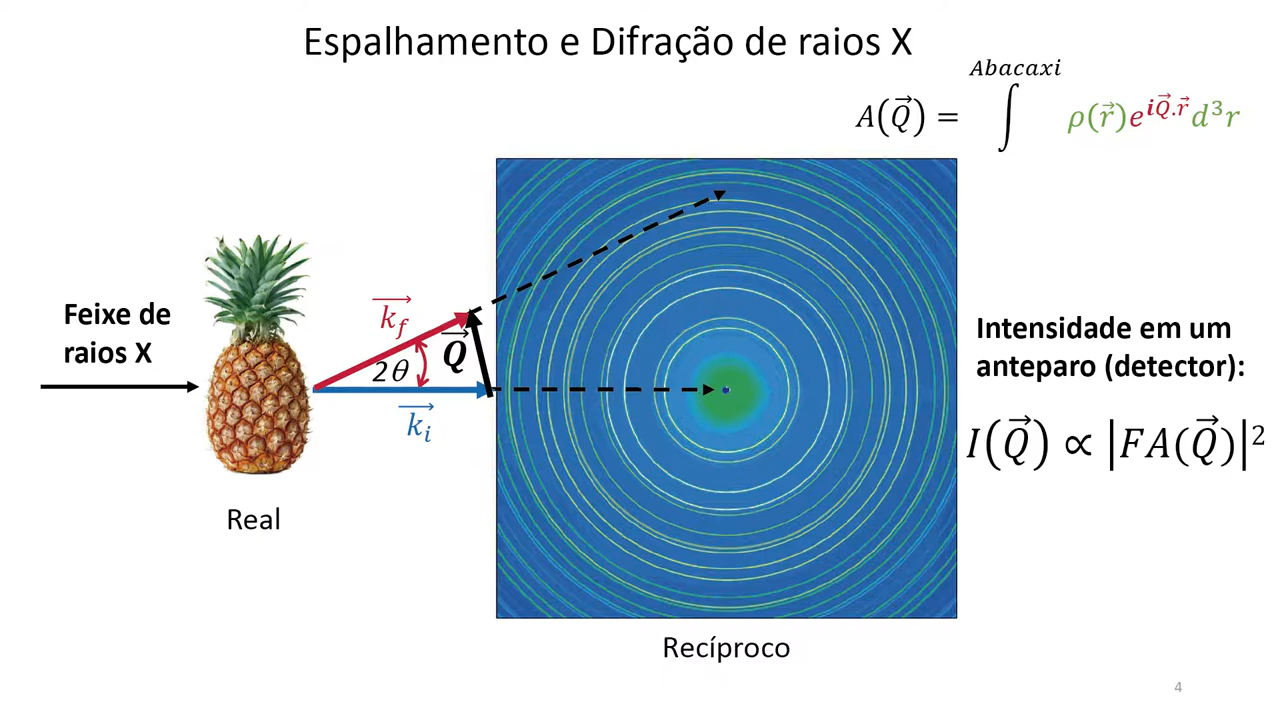 Espalhamento e Difração de raios X
Abacaxi
A(Q⃗) = ∫ ρ(r⃗)e^{iQ⃗.r⃗}d³r
Feixe de
raios X
k_f⃗
Q⃗
2θ
k_i⃗
Real
Recíproco
Intensidade em um
anteparo (detector):
I(Q⃗) ∝ |FA(Q⃗)|²
4